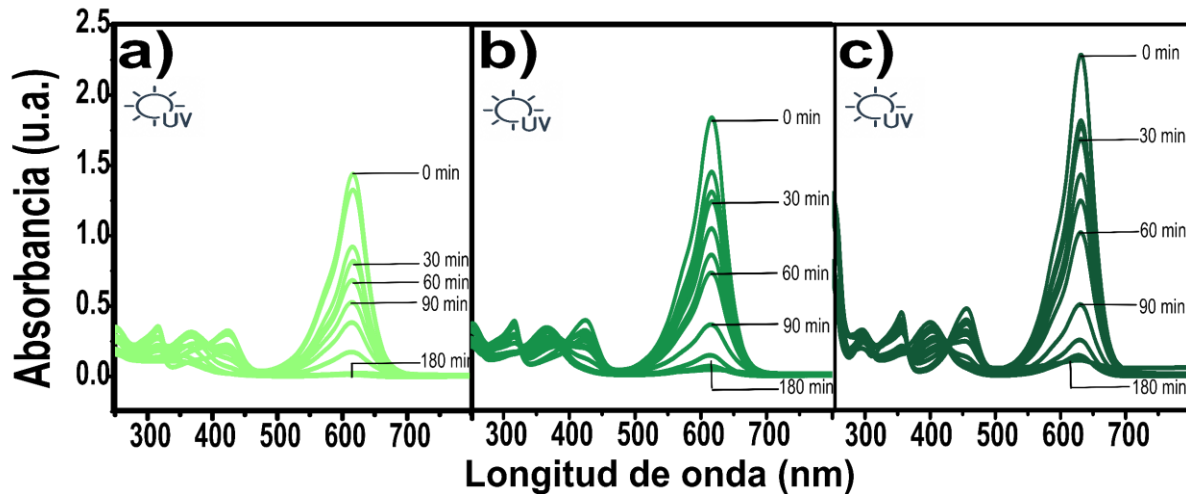 Absorbancia (u.a.)
2.5
2.0
1.5
1.0
0.5
0.0
a)
UV
0 min
30 min
60 min
90 min
180 min
300 400 500 600 700
b)
UV
0 min
30 min
60 min
90 min
180 min
300 400 500 600 700
c)
UV
0 min
30 min
60 min
90 min
180 min
300 400 500 600 700
Longitud de onda (nm)